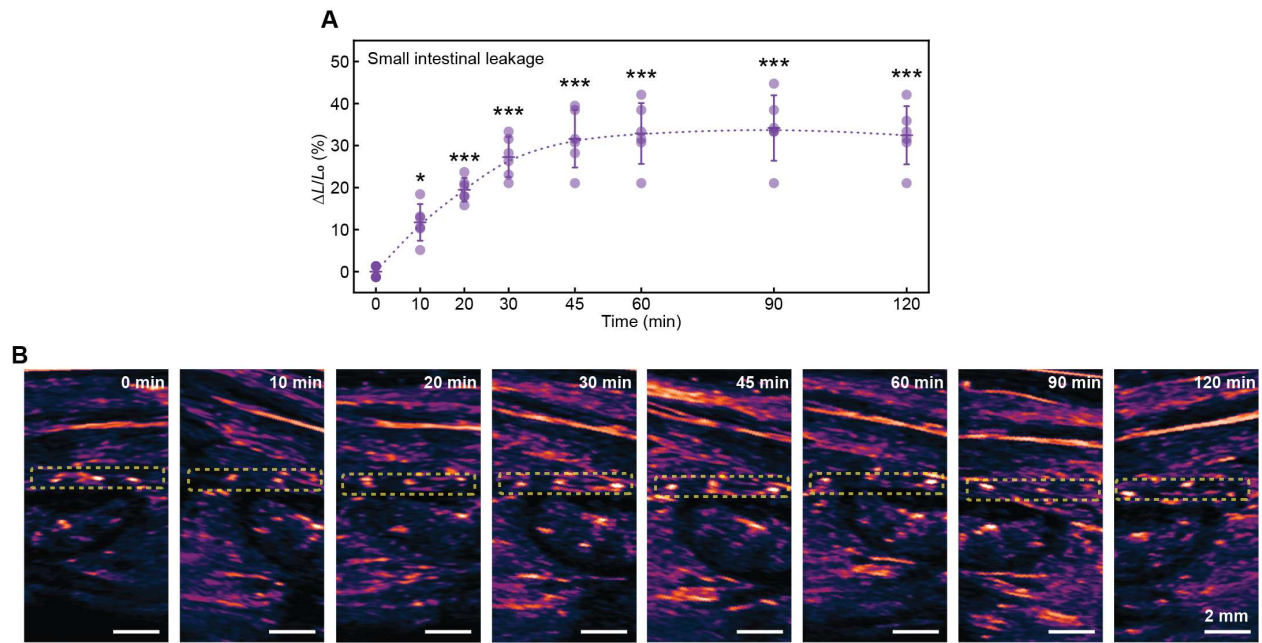 A
Small intestinal leakage
50
40
30
20
10
0
ΔL/L₀ (%)
*
***
***
***
***
***
***
0 10 20 30 45 60 90 120
Time (min)
B
0 min 10 min 20 min 30 min 45 min 60 min 90 min 120 min
2 mm